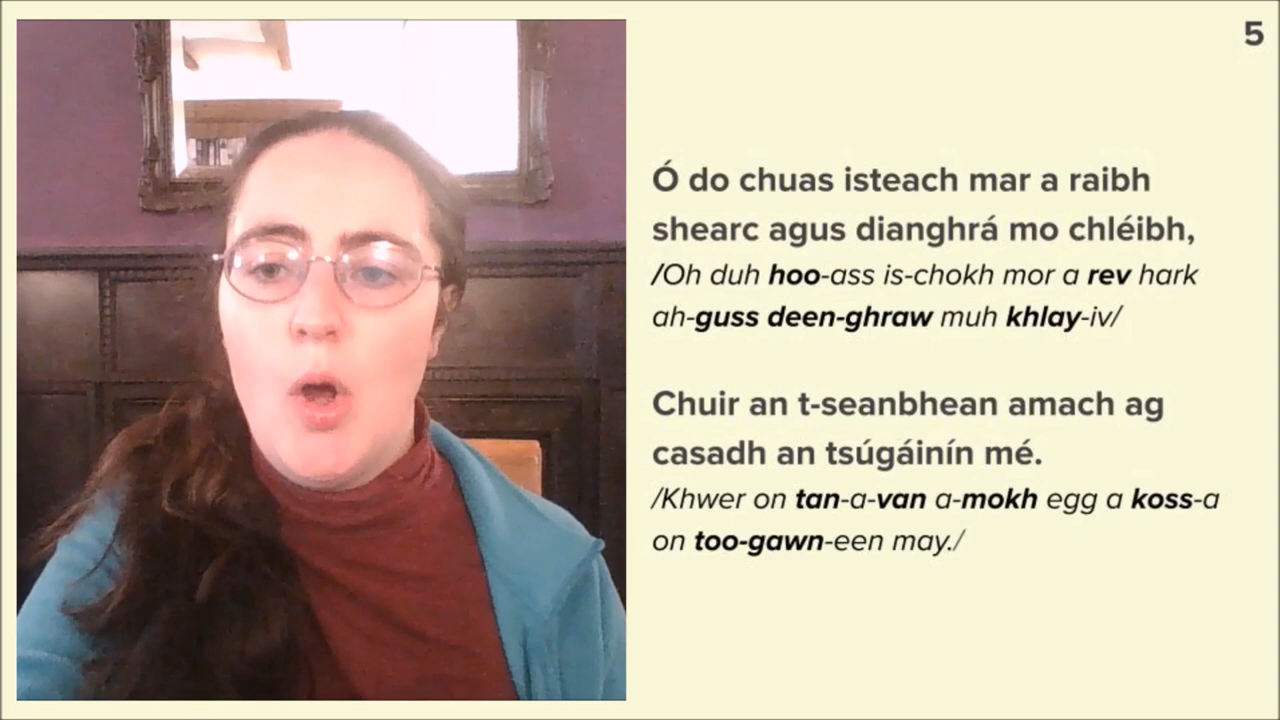 5
Ó do chuas isteach mar a raibh
shearc agus dianghrá mo chléibh,
/Oh duh hoo-ass is-chokh mor a rev hark
ah-guss deen-ghraw muh khlay-iv/
Chuir an t-seanbhean amach ag
casadh an tsúgáinín mé.
/Khwer on tan-a-van a-mokh egg a koss-a
on too-gawn-een may./